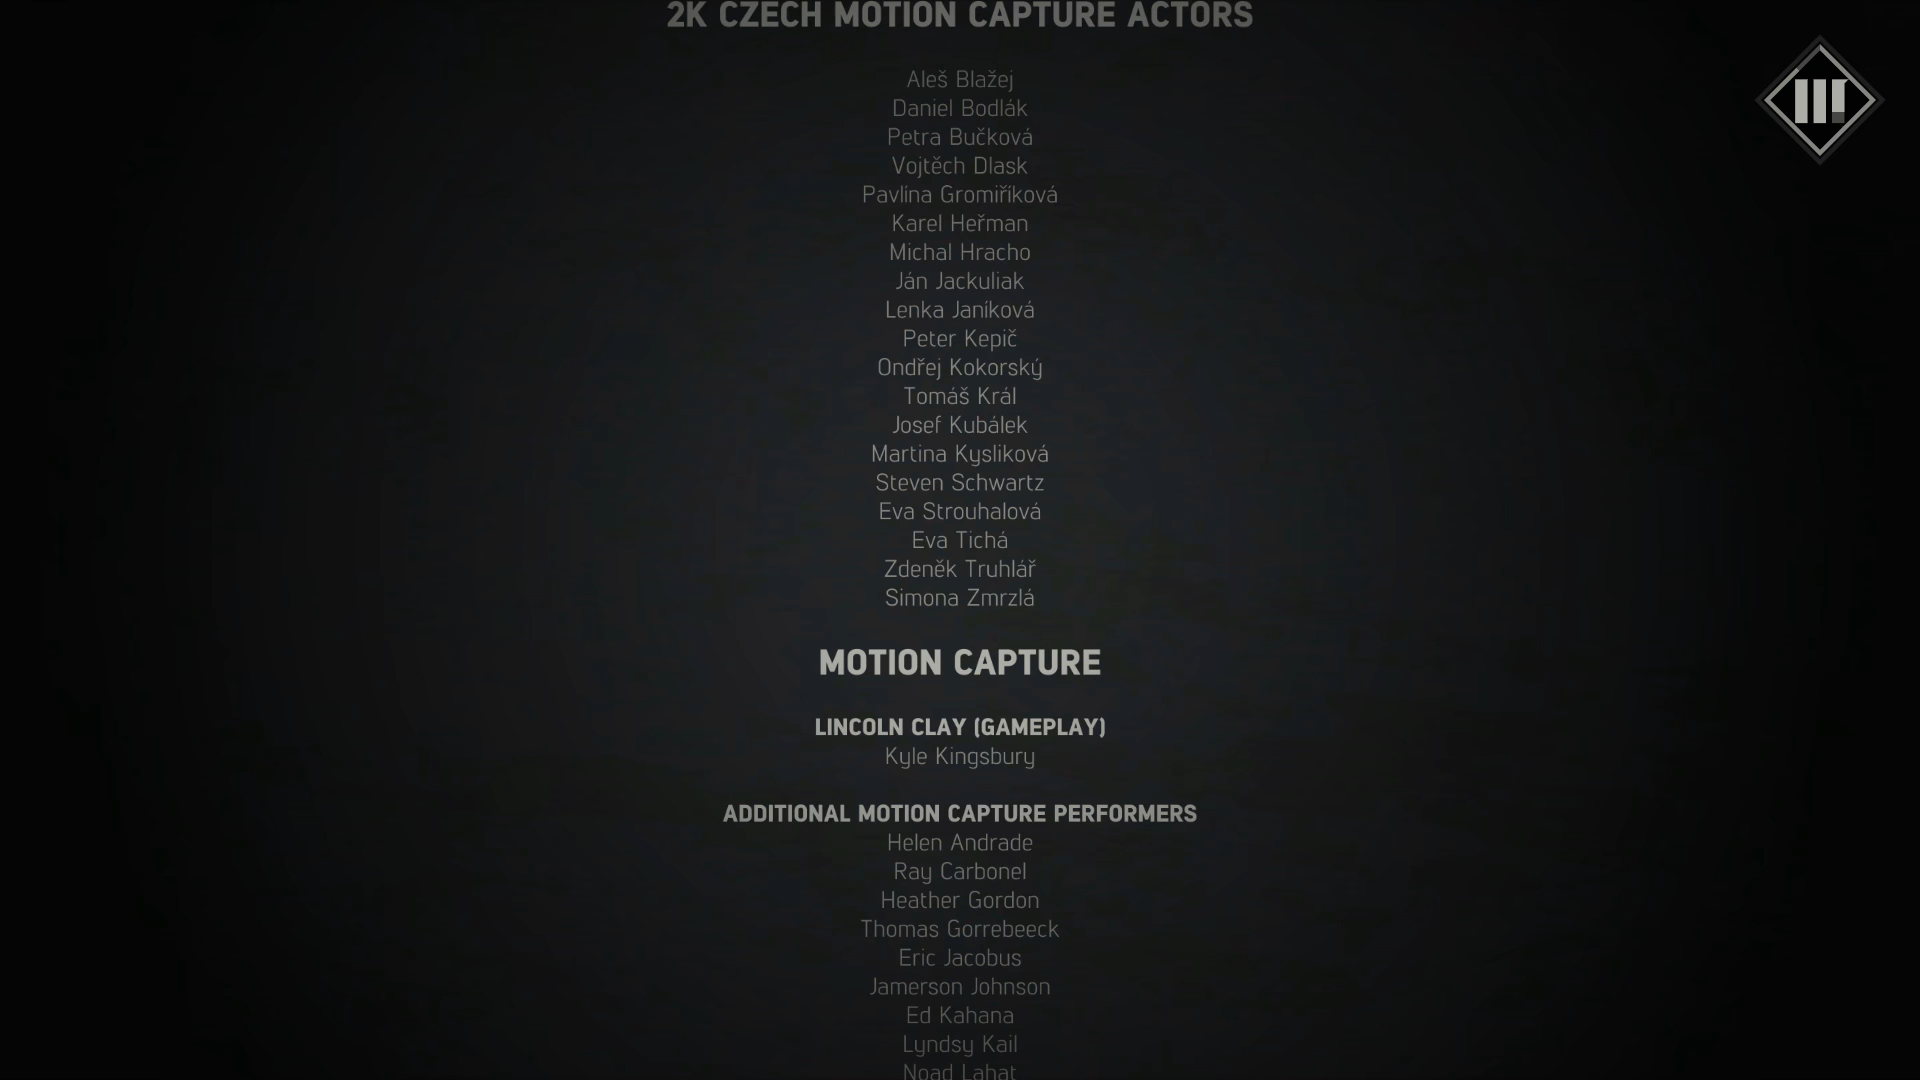 2K CZECH MOTION CAPTURE ACTORS
Aleš Blažej
Daniel Bodlák
Petra Bučková
Vojtěch Dlask
Pavlína Gromiříková
Karel Heřman
Michal Hracho
Ján Jackuliak
Lenka Janíková
Peter Kepič
Ondřej Kokorský
Tomáš Král
Josef Kubálek
Martina Kyslíková
Steven Schwartz
Eva Strouhalová
Eva Tichá
Zdeněk Truhlář
Simona Zmrzlá
MOTION CAPTURE
LINCOLN CLAY (GAMEPLAY)
Kyle Kingsbury
ADDITIONAL MOTION CAPTURE PERFORMERS
Helen Andrade
Ray Carbonel
Heather Gordon
Thomas Gorrebeeck
Eric Jacobus
Jamerson Johnson
Ed Kahana
Lyndsy Kail
Noad Lahat